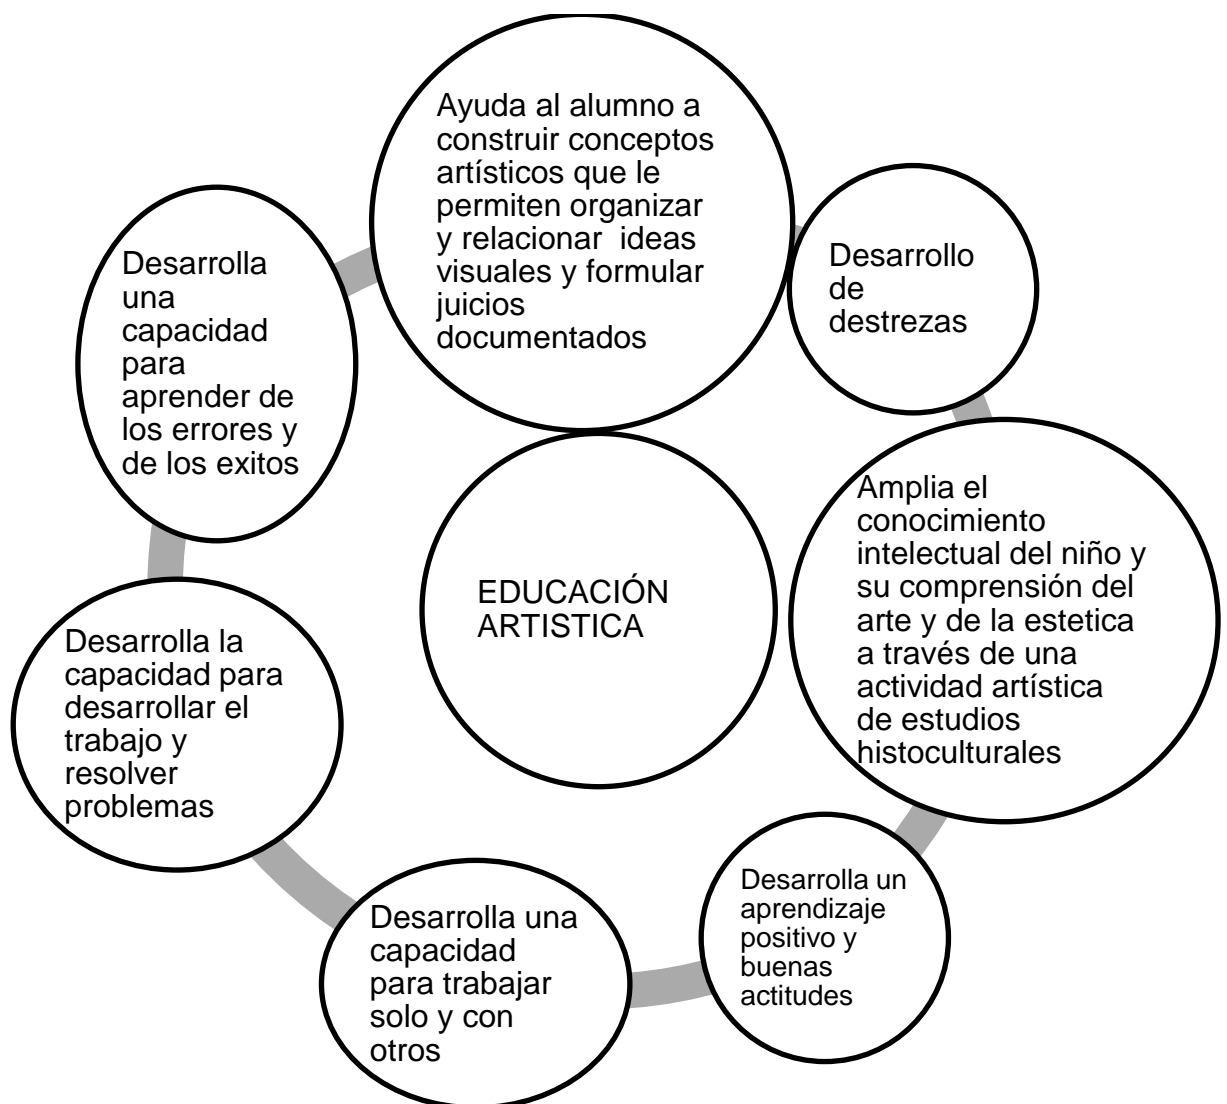 Ayuda al alumno a
construir conceptos
artísticos que le
permiten organizar
y relacionar  ideas
visuales y formular
juicios
documentados
Desarrollo
de
destrezas
Amplia el
conocimiento
intelectual del niño y
su comprensión del
arte y de la estetica
a través de una
actividad artística
de estudios
histoculturales
Desarrolla un
aprendizaje
positivo y
buenas
actitudes
Desarrolla una
capacidad
para trabajar
solo y con
otros
Desarrolla la
capacidad para
desarrollar el
trabajo y
resolver
problemas
Desarrolla
una
capacidad
para
aprender de
los errores y
de los exitos
EDUCACIÓN
ARTISTICA